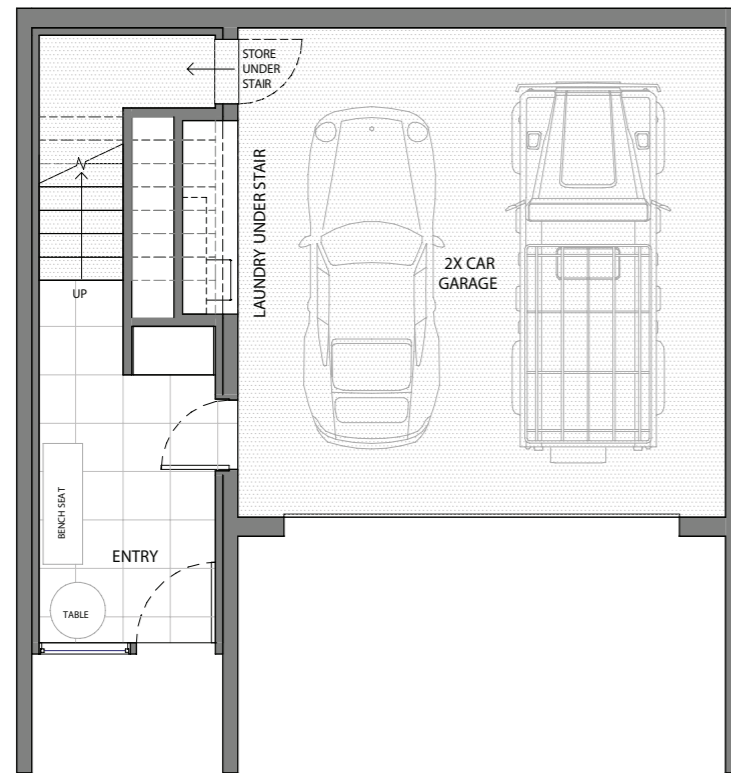 STORE
UNDER
STAIR
LAUNDRY UNDER STAIR
2X CAR
GARAGE
UP
BENCH SEAT
ENTRY
TABLE